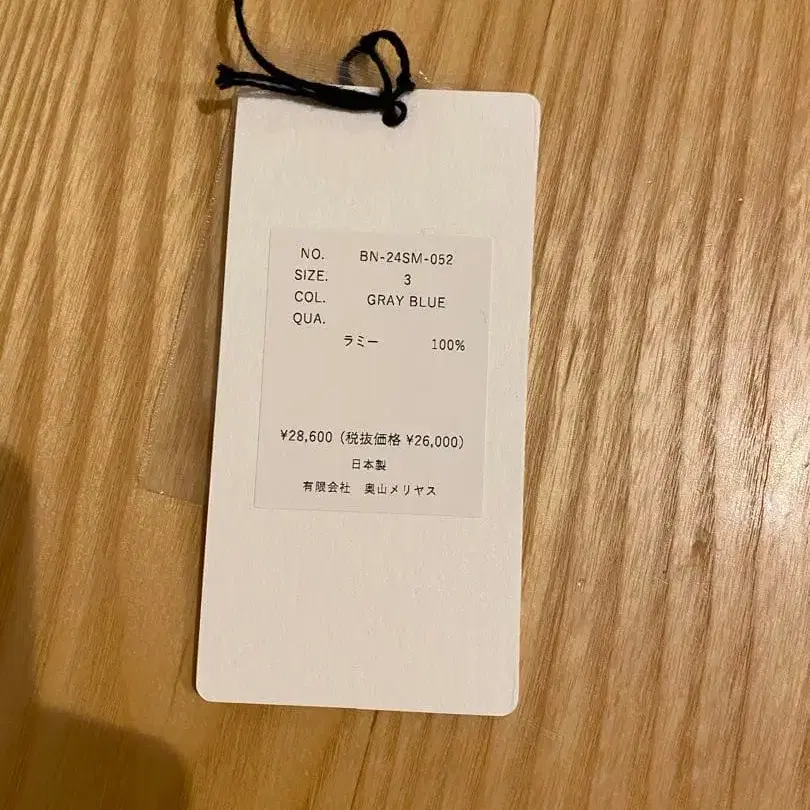 NO. BN-24SM-052
SIZE. 3
COL. GRAY BLUE
QUA.
ラミー 100%
¥28,600（税抜価格 ¥26,000）
日本製
有限会社 奥山メリヤス